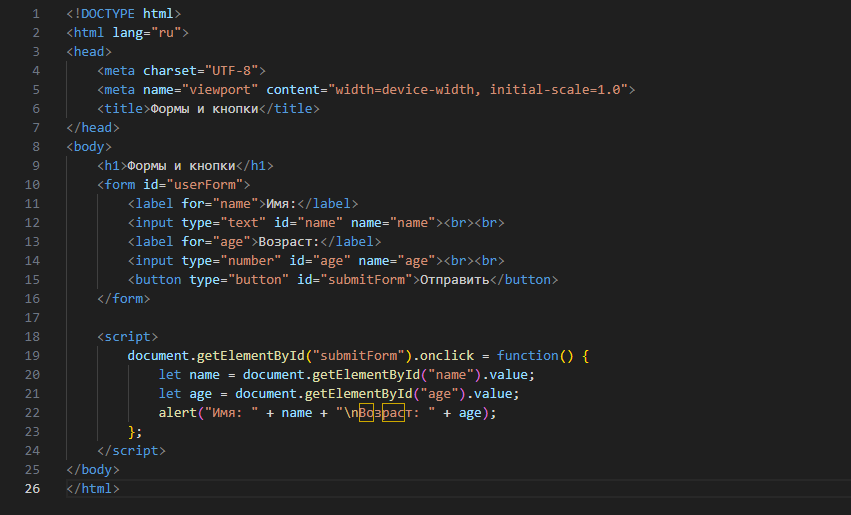 1 <!DOCTYPE html>
2 <html lang="ru">
3 <head>
4     <meta charset="UTF-8">
5     <meta name="viewport" content="width=device-width, initial-scale=1.0">
6     <title>Формы и кнопки</title>
7 </head>
8 <body>
9     <h1>Формы и кнопки</h1>
10     <form id="userForm">
11         <label for="name">Имя:</label>
12         <input type="text" id="name" name="name"><br><br>
13         <label for="age">Возраст:</label>
14         <input type="number" id="age" name="age"><br><br>
15         <button type="button" id="submitForm">Отправить</button>
16     </form>
17
18     <script>
19         document.getElementById("submitForm").onclick = function() {
20             let name = document.getElementById("name").value;
21             let age = document.getElementById("age").value;
22             alert("Имя: " + name + "\nВозраст: " + age);
23         };
24     </script>
25 </body>
26 </html>